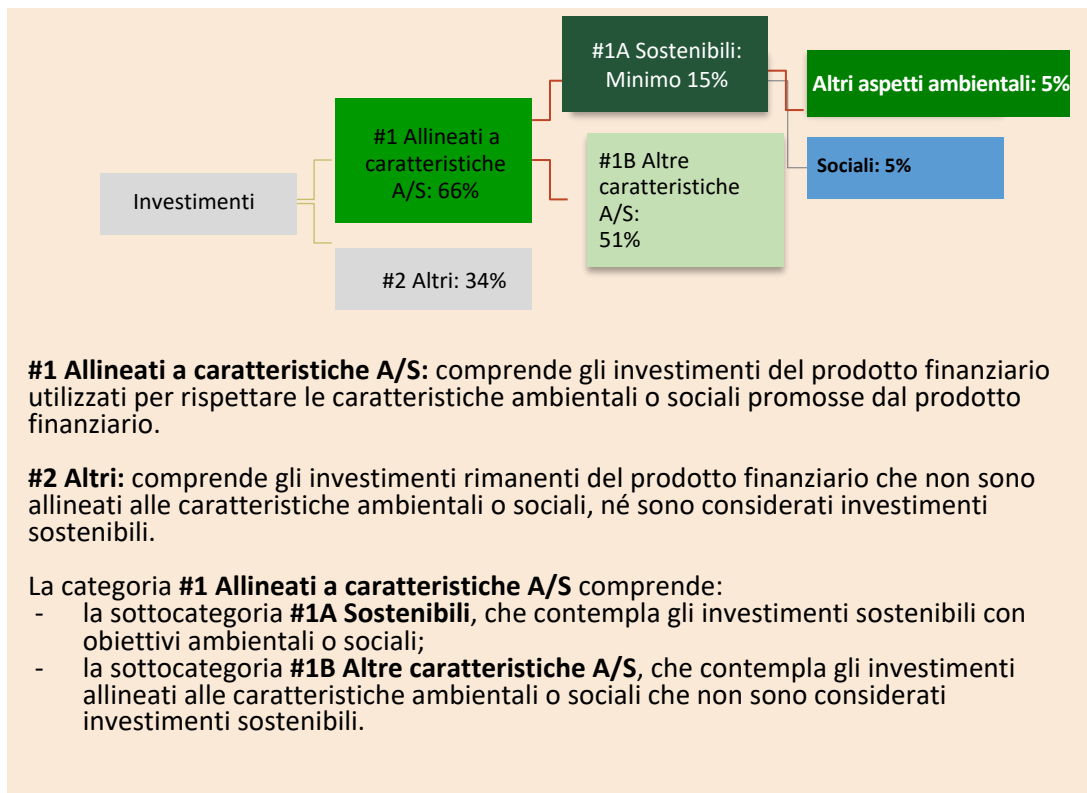 #1A Sostenibili:
Minimo 15%
Altri aspetti ambientali: 5%
#1 Allineati a
caratteristiche
A/S: 66%
#1B Altre
caratteristiche
A/S:
51%
Sociali: 5%
Investimenti
#2 Altri: 34%
#1 Allineati a caratteristiche A/S: comprende gli investimenti del prodotto finanziario
utilizzati per rispettare le caratteristiche ambientali o sociali promosse dal prodotto
finanziario.
#2 Altri: comprende gli investimenti rimanenti del prodotto finanziario che non sono
allineati alle caratteristiche ambientali o sociali, né sono considerati investimenti
sostenibili.
La categoria #1 Allineati a caratteristiche A/S comprende:
- la sottocategoria #1A Sostenibili, che contempla gli investimenti sostenibili con
obiettivi ambientali o sociali;
- la sottocategoria #1B Altre caratteristiche A/S, che contempla gli investimenti
allineati alle caratteristiche ambientali o sociali che non sono considerati
investimenti sostenibili.